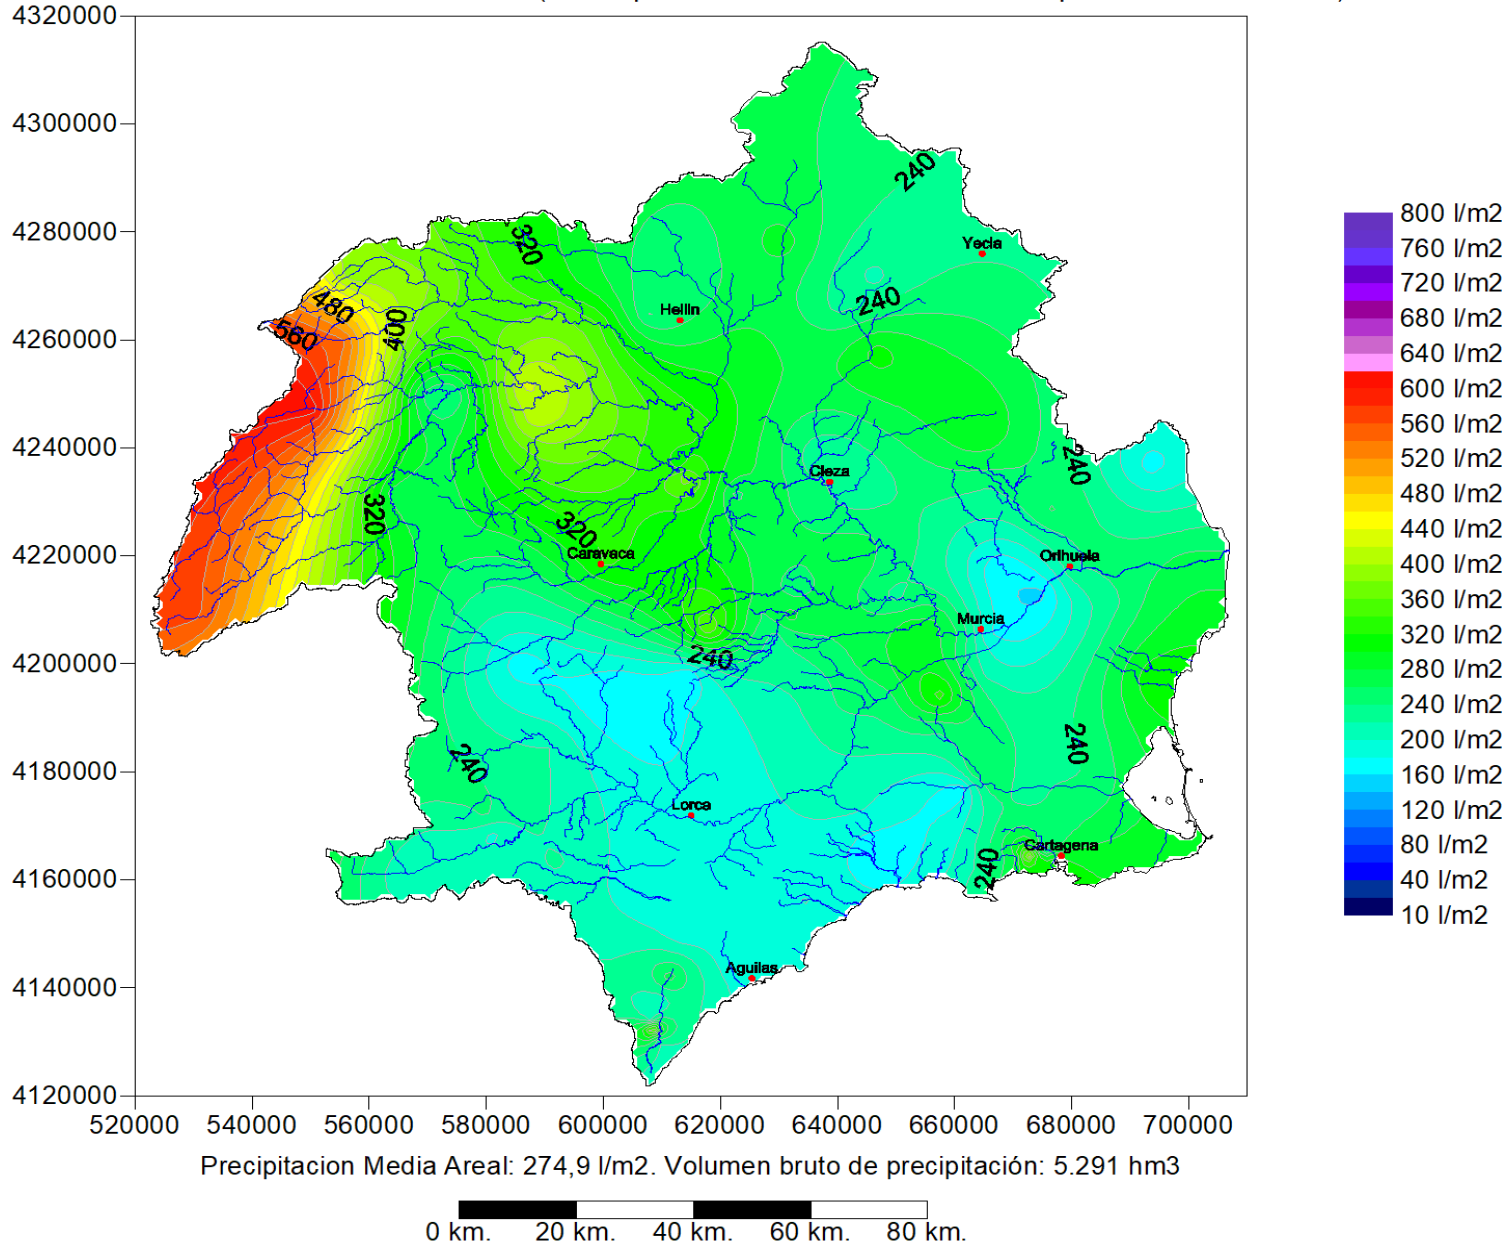 4320000
4300000
4280000
4260000
4240000
4220000
4200000
4180000
4160000
4140000
4120000
520000 540000 560000 580000 600000 620000 640000 660000 680000 700000
240
320
Yecla
480
240
Hellin
560
400
240
Cieza
320
320
Caravaca
Orihuela
Murcia
240
240
240
Lorca
Cartagena
240
Aguilas
800 l/m2
760 l/m2
720 l/m2
680 l/m2
640 l/m2
600 l/m2
560 l/m2
520 l/m2
480 l/m2
440 l/m2
400 l/m2
360 l/m2
320 l/m2
280 l/m2
240 l/m2
200 l/m2
160 l/m2
120 l/m2
80 l/m2
40 l/m2
10 l/m2
Precipitacion Media Areal: 274,9 l/m2. Volumen bruto de precipitación: 5.291 hm3
0 km. 20 km. 40 km. 60 km. 80 km.